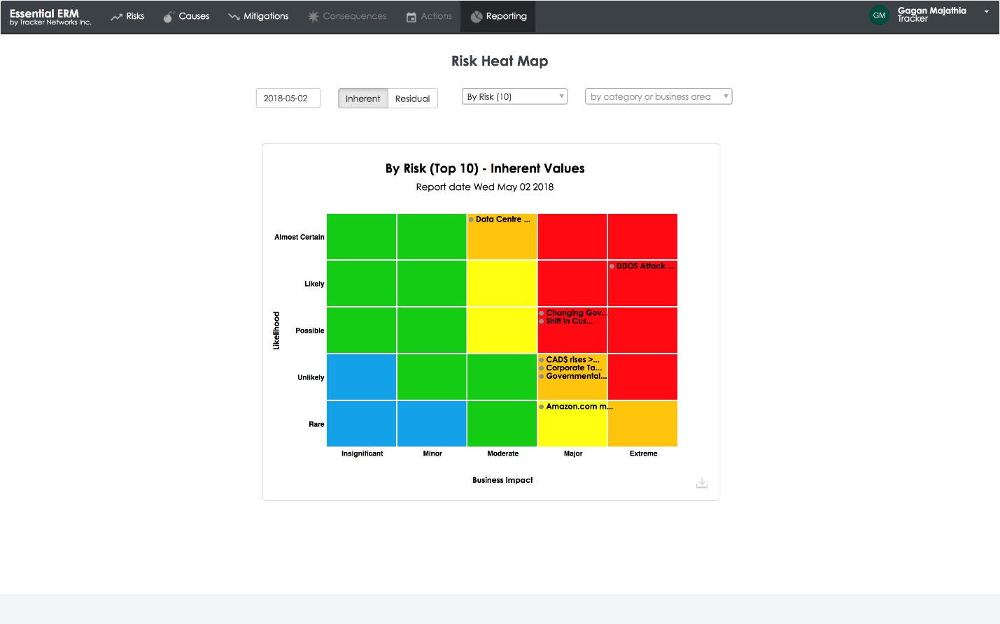 Essential ERM
by Tracker Networks Inc.
Risks
Causes
Mitigations
Consequences
Actions
Reporting
GM
Gagan Majathia
Tracker
Risk Heat Map
2018-05-02
Inherent
Residual
By Risk (10)
by category or business area
By Risk (Top 10) - Inherent Values
Report date Wed May 02 2018
Almost Certain
Data Centre ...
Likely
DDOS Attack ...
Likelihood
Possible
Changing Gov...
Shift in Cus...
Unlikely
CAD$ rises >...
Corporate Ta...
Governmental...
Rare
Amazon.com m...
Insignificant
Minor
Moderate
Major
Extreme
Business Impact